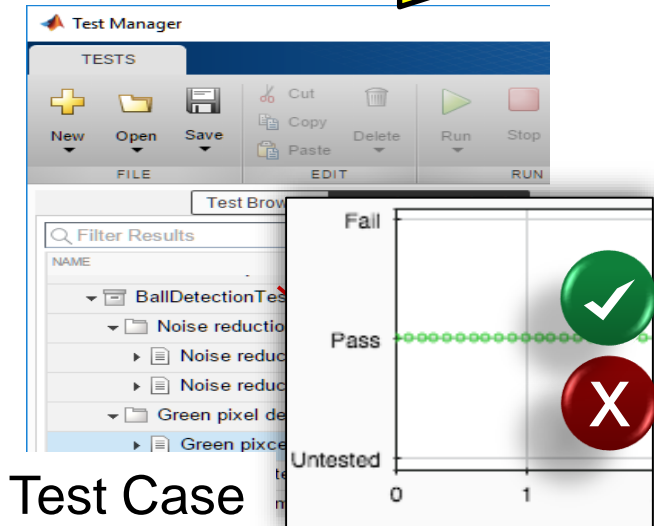 Test Manager
TESTS
New Open Save Cut Copy Paste Delete Run Stop
FILE EDIT RUN
Test Brow
Filter Results
NAME
BallDetectionTes
Noise reductio
Noise reduc
Noise reduc
Green pixel de
Green pixce
Test Case
Fail
Pass
Untested
0 1
X